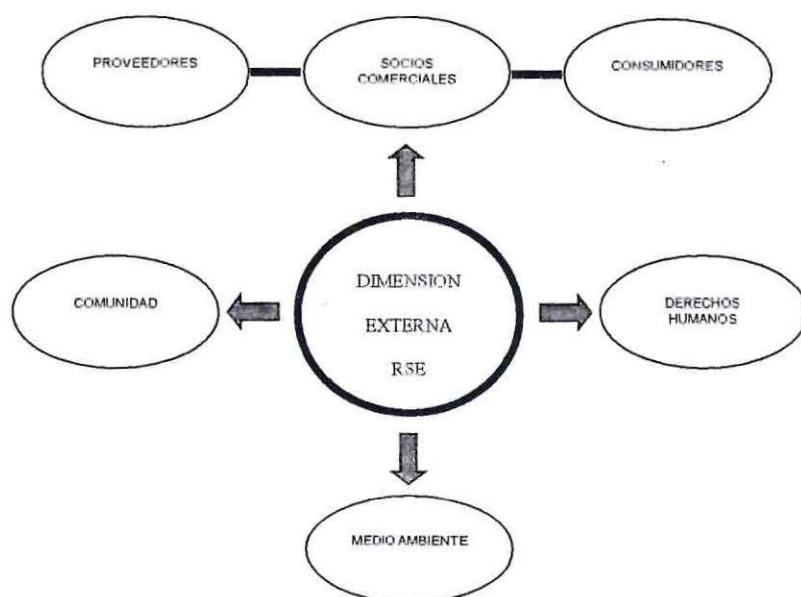 PROVEEDORES
SOCIOS
COMERCIALES
CONSUMIDORES
COMUNIDAD
DIMENSION
EXTERNA
RSE
DERECHOS
HUMANOS
MEDIO AMBIENTE